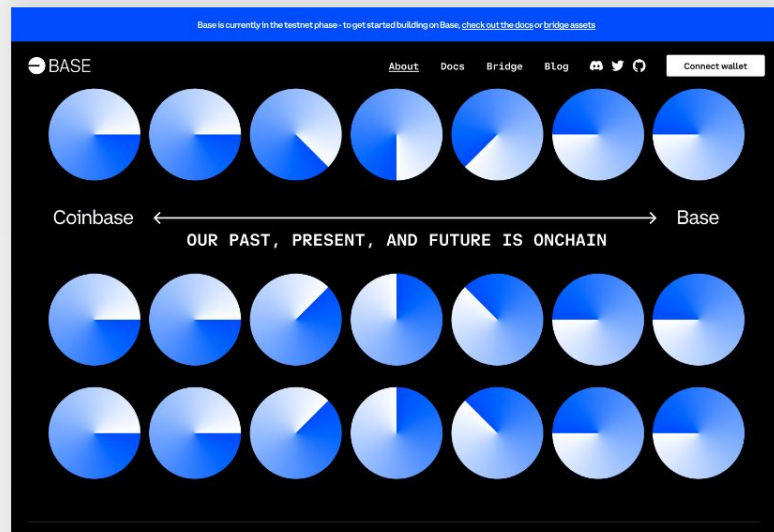 Base is currently in the testnet phase - to get started building on Base, check out the docs or bridge assets
BASE
About Docs Bridge Blog Connect wallet
Coinbase Base
OUR PAST, PRESENT, AND FUTURE IS ONCHAIN